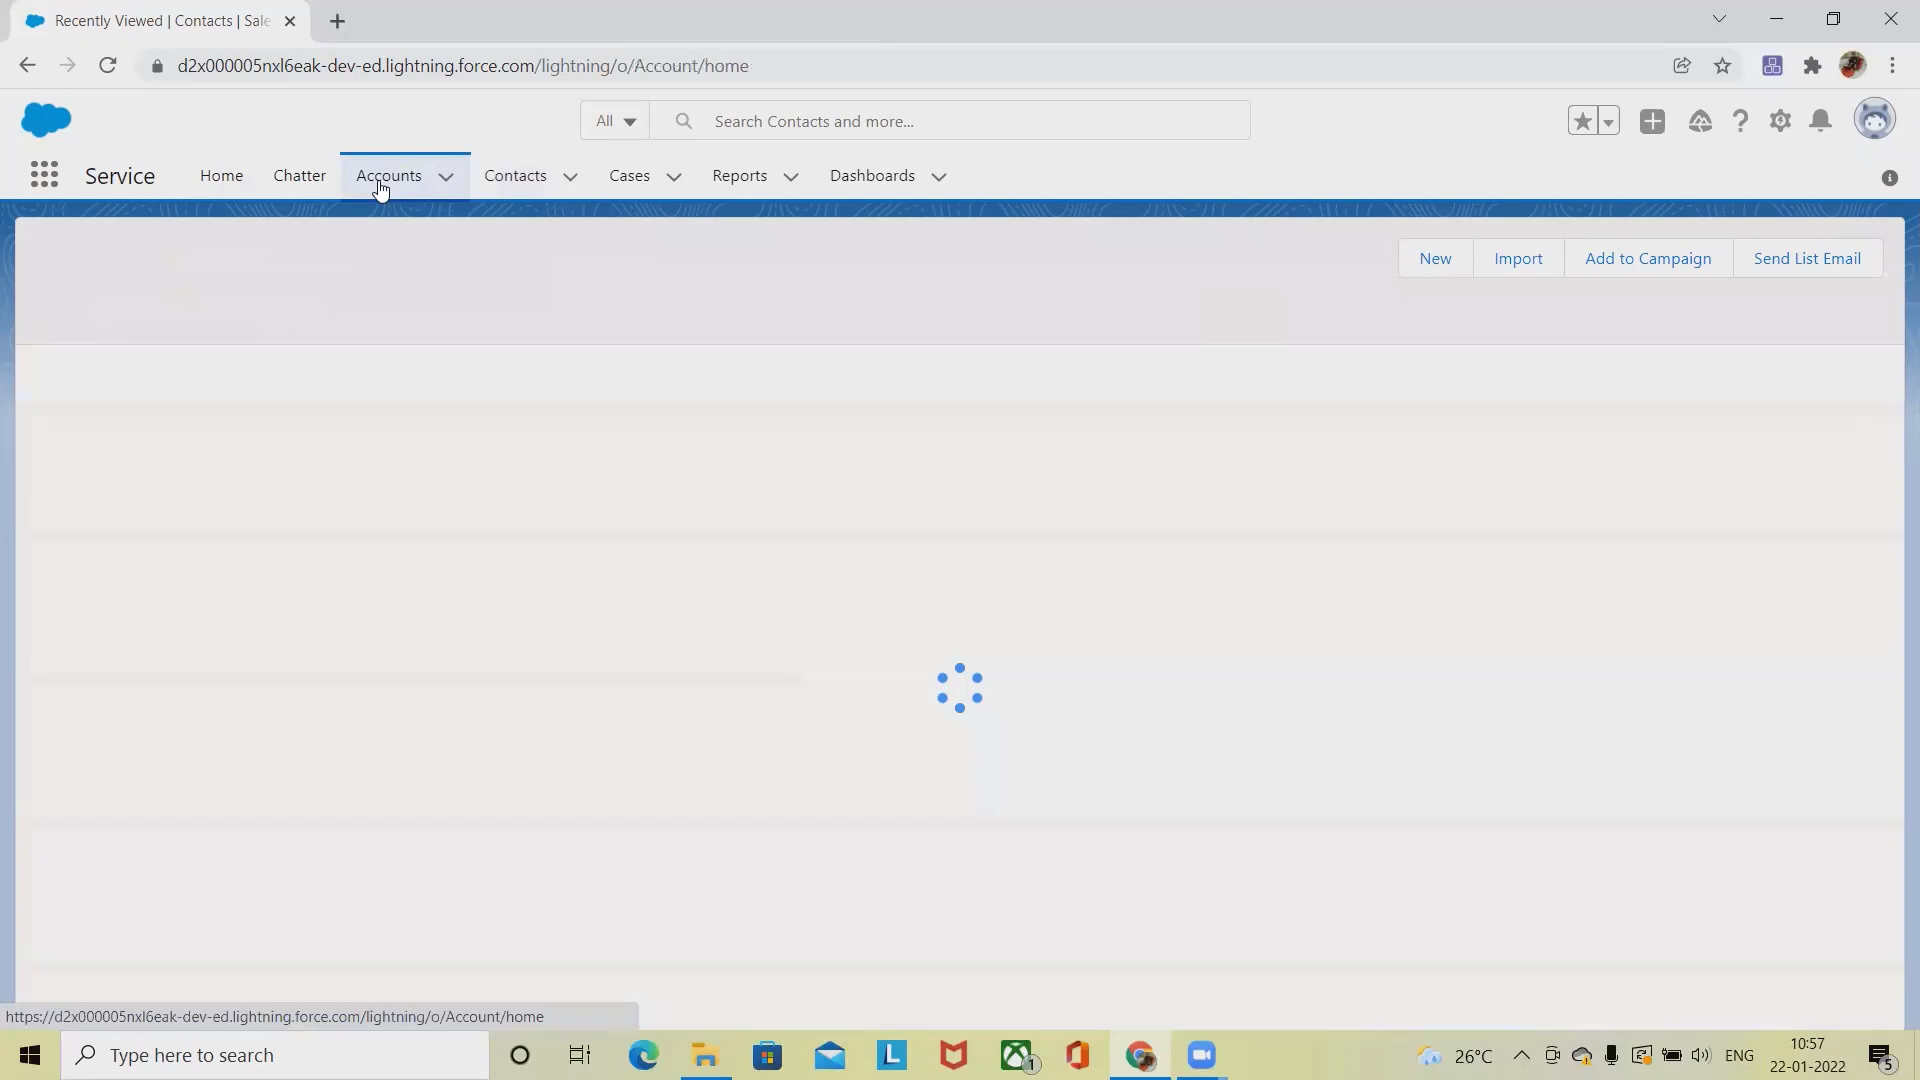 Recently Viewed | Contacts | Sale
d2x000005nxl6eak-dev-ed.lightning.force.com/lightning/o/Account/home
All
Search Contacts and more...
Service
Home
Chatter
Accounts
Contacts
Cases
Reports
Dashboards
New
Import
Add to Campaign
Send List Email
https://d2x000005nxl6eak-dev-ed.lightning.force.com/lightning/o/Account/home
Type here to search
L
1
26°C
ENG
10:57
22-01-2022
5